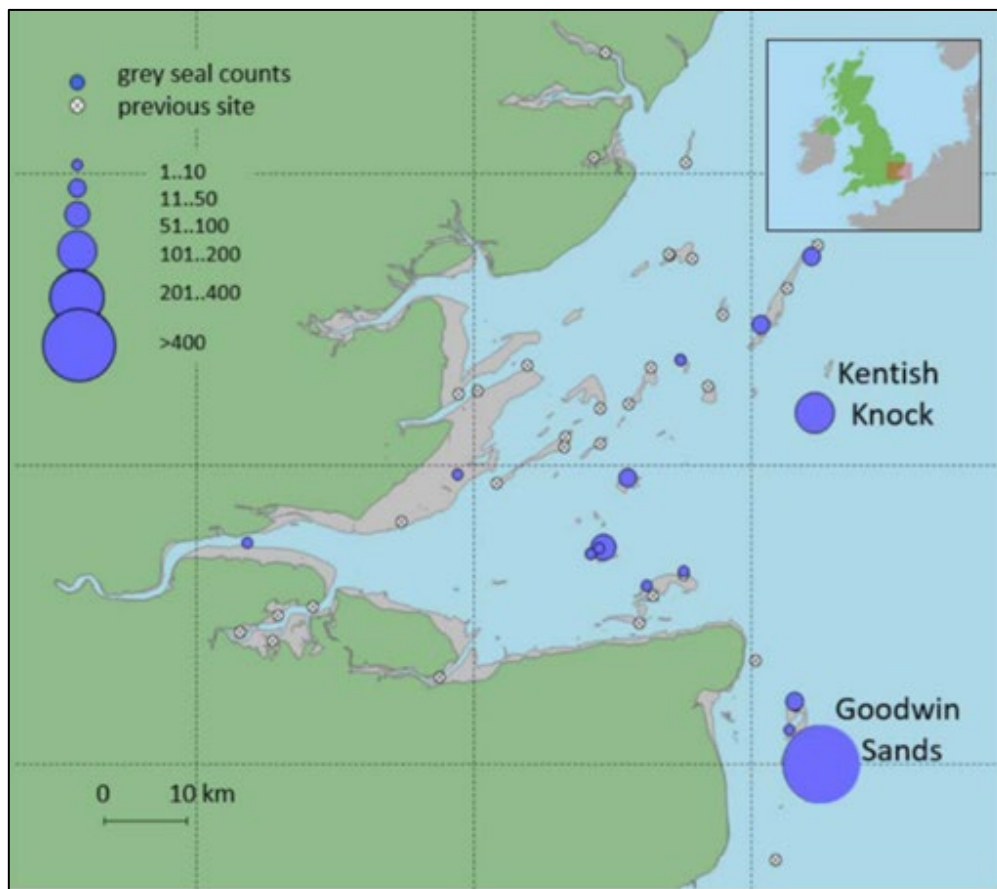 grey seal counts
previous site
1..10
11..50
51..100
101..200
201..400
>400
Kentish
Knock
Goodwin
Sands
0 10 km